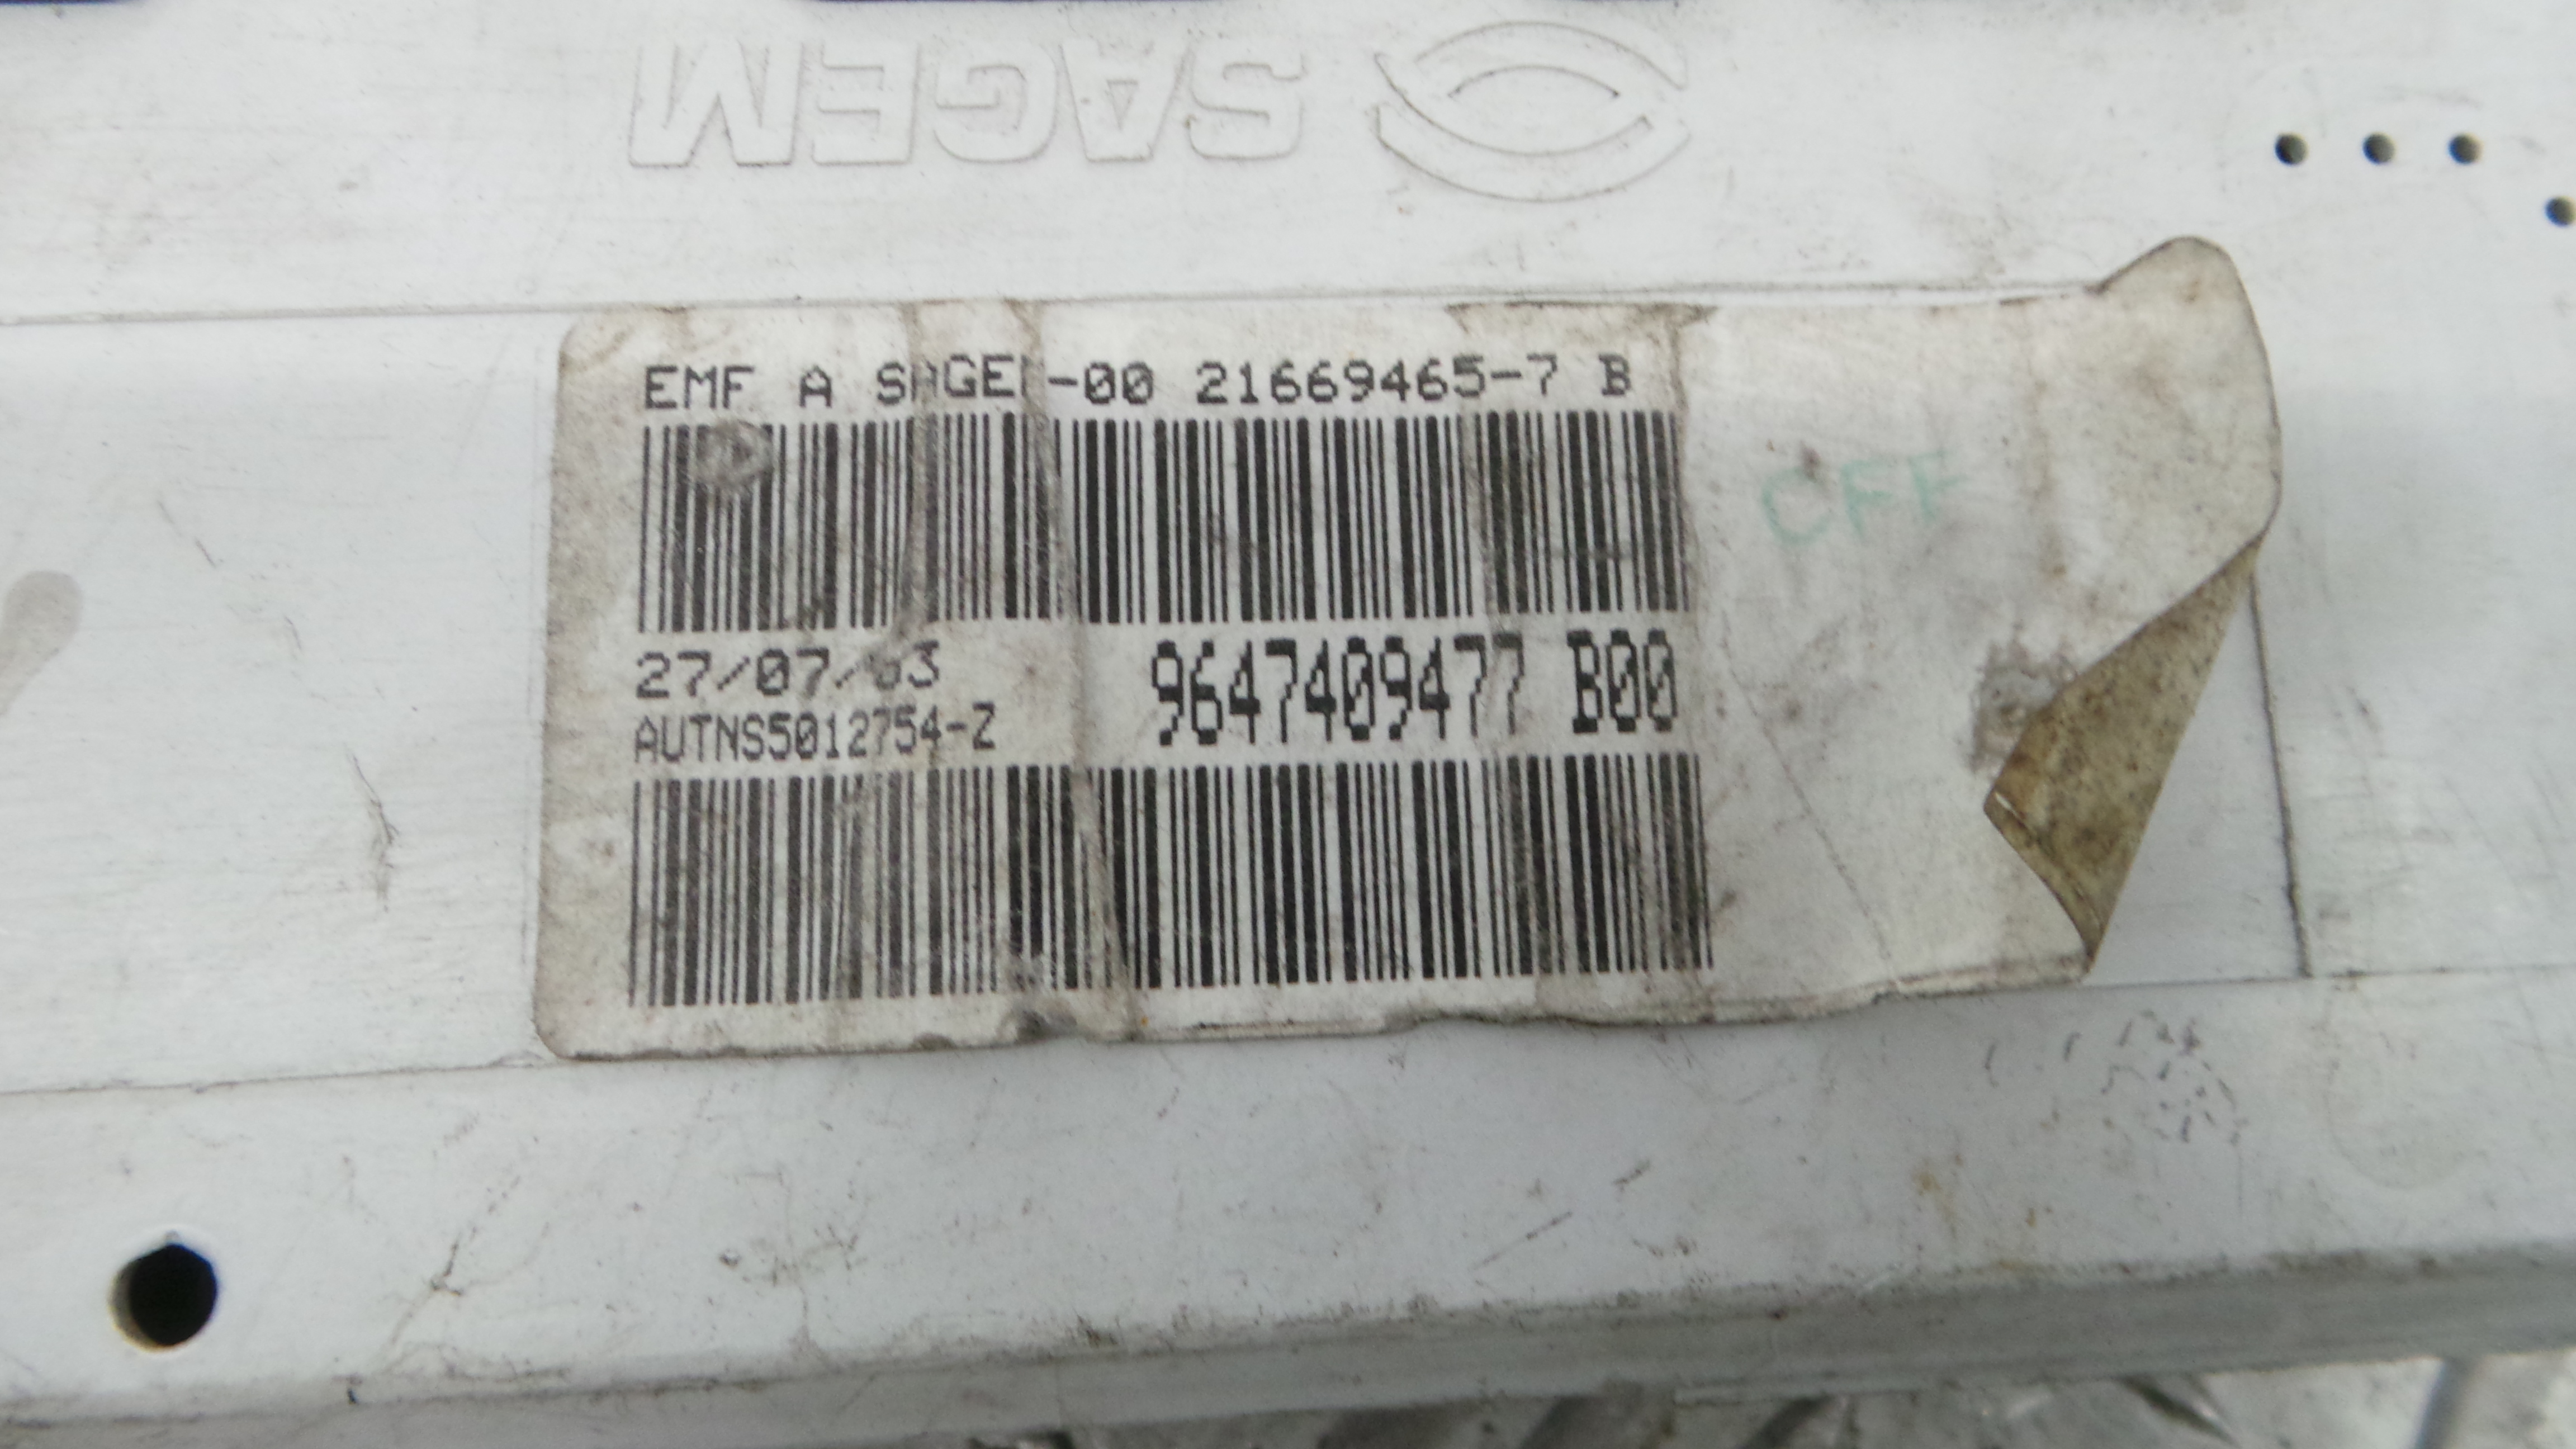 SAGEM
EMF A SAGEM-00 21669465-7 B
27/07/03
9647409477 B00
AUTNS5012754-Z
CFF